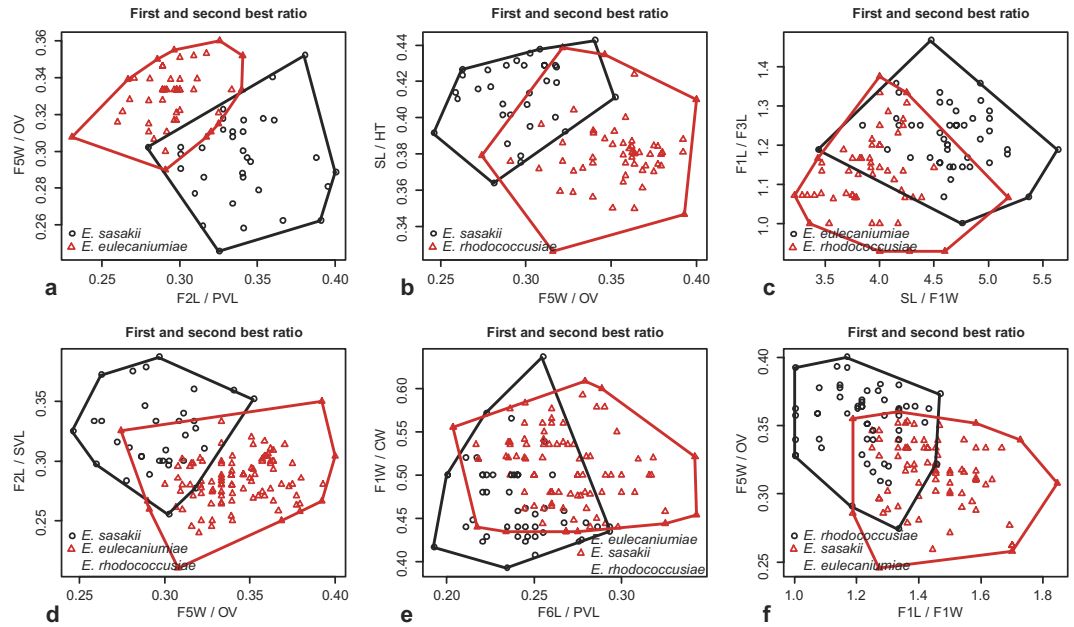 First and second best ratio
F5W / OV
0.26 0.30 0.34 0.36
0.25 0.30 0.35 0.40
F2L / PVL
E. sasakii
E. eulecaniumiae
a
First and second best ratio
SL / HT
0.34 0.36 0.38 0.40 0.42 0.44
0.25 0.30 0.35 0.40
F5W / OV
E. sasakii
E. rhodococcusiae
b
First and second best ratio
F1L / F3L
1.0 1.1 1.2 1.3 1.4
3.5 4.0 4.5 5.0 5.5
SL / F1W
E. eulecaniumiae
E. rhodococcusiae
c
First and second best ratio
F2L / SVL
0.25 0.30 0.35
0.25 0.30 0.35 0.40
F5W / OV
E. sasakii
E. eulecaniumiae
E. rhodococcusiae
d
First and second best ratio
F1W / CW
0.40 0.45 0.50 0.55 0.60
0.20 0.25 0.30
F6L / PVL
E. eulecaniumiae
E. sasakii
E. rhodococcusiae
e
First and second best ratio
F5W / OV
0.25 0.30 0.35 0.40
1.0 1.2 1.4 1.6 1.8
F1L / F1W
E. rhodococcusiae
E. sasakii
E. eulecaniumiae
f